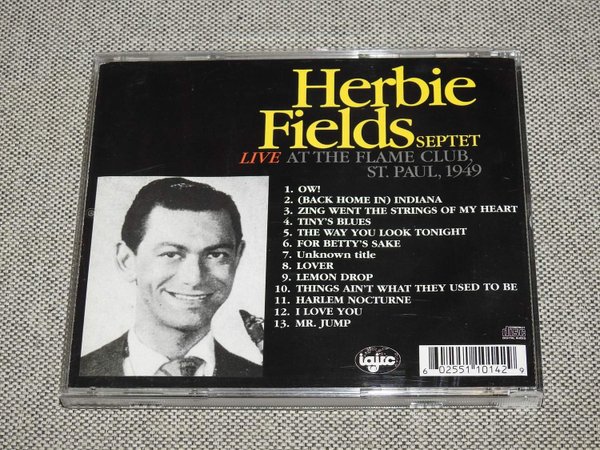 Herbie
Fields SEPTET
LIVE AT THE FLAME CLUB,
ST. PAUL, 1949
1. OW!
2. (BACK HOME IN) INDIANA
3. ZING WENT THE STRINGS OF MY HEART
4. TINY'S BLUES
5. THE WAY YOU LOOK TONIGHT
6. FOR BETTY'S SAKE
7. Unknown title
8. LOVER
9. LEMON DROP
10. THINGS AIN'T WHAT THEY USED TO BE
11. HARLEM NOCTURNE
12. I LOVE YOU
13. MR. JUMP
iajrc
6 02551 10142 9